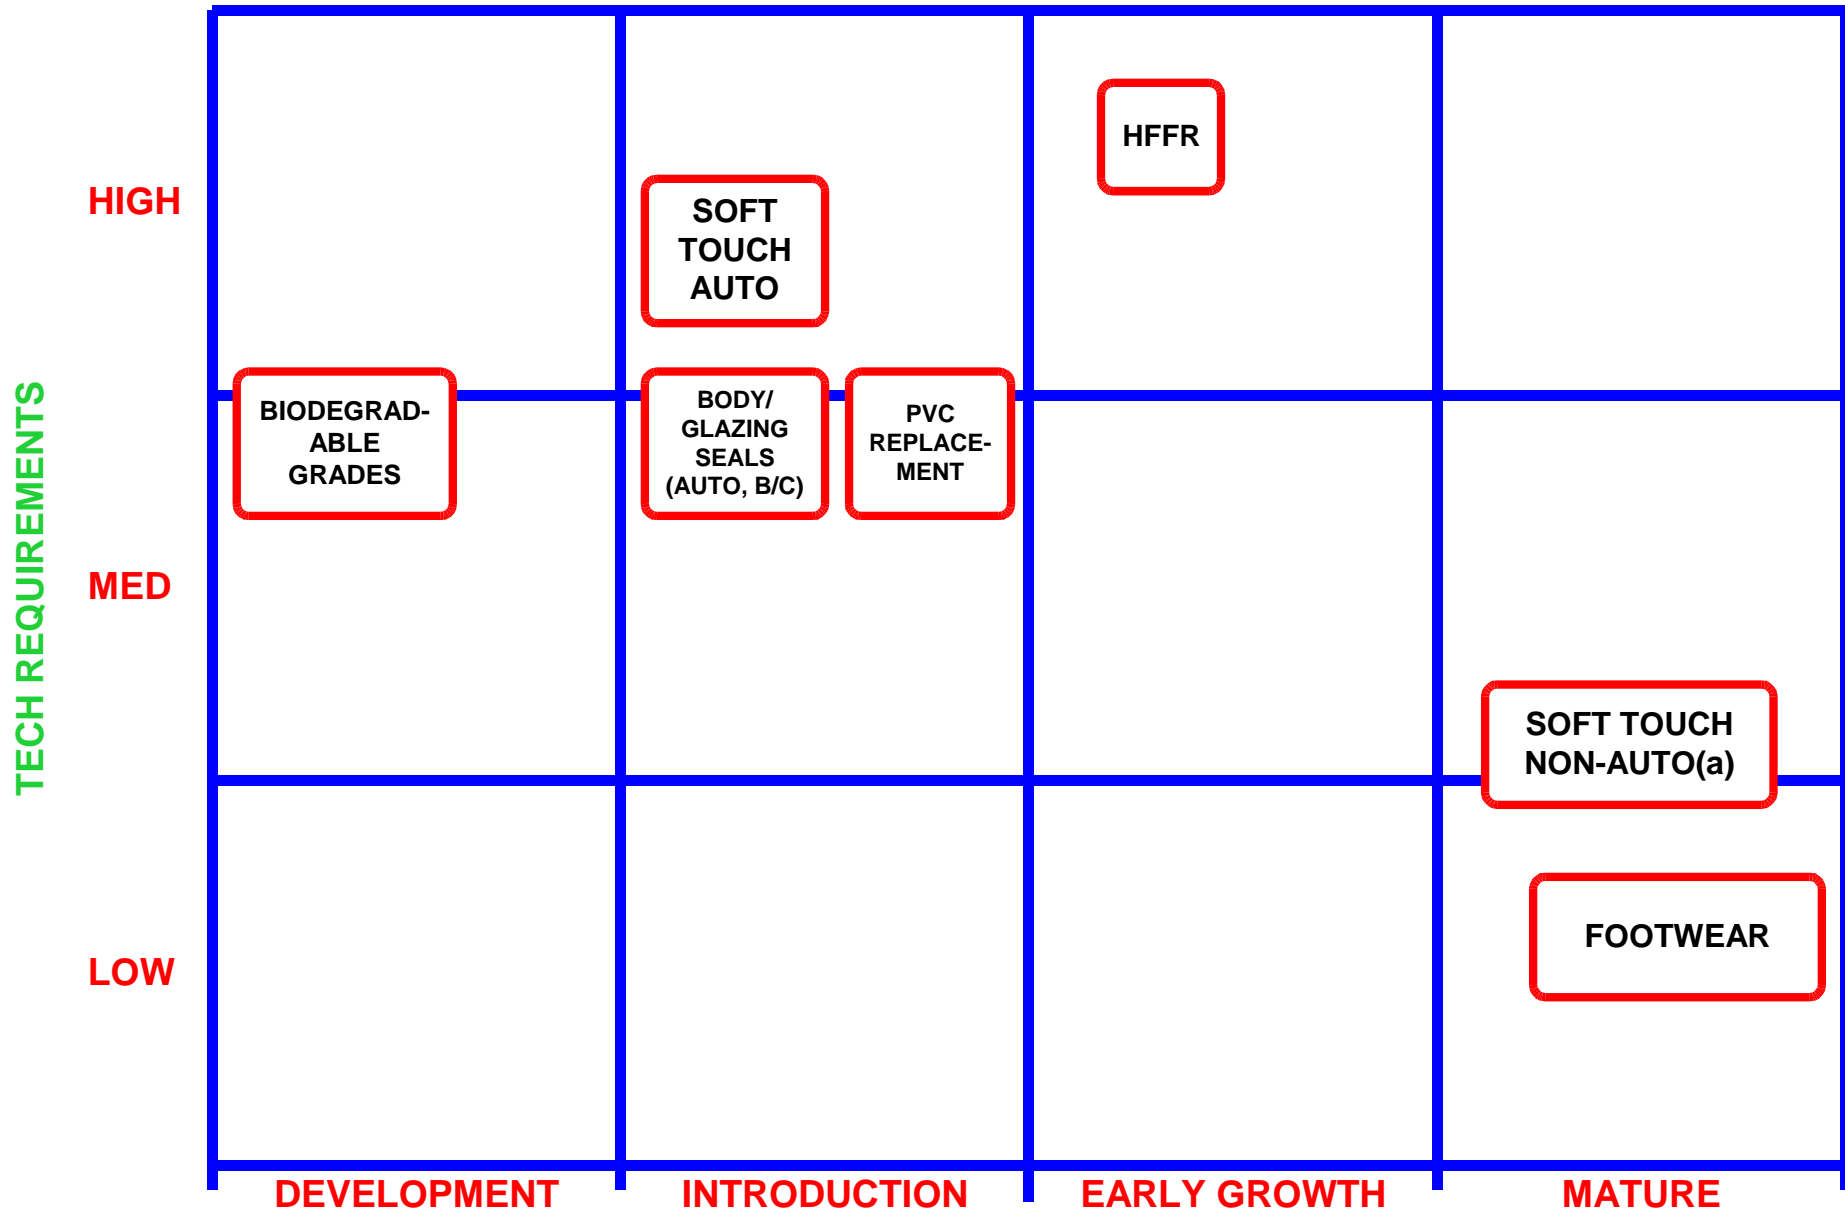 HFFR
HIGH
SOFT
TOUCH
AUTO
BIODEGRAD-
ABLE
GRADES
BODY/
GLAZING
SEALS
(AUTO, B/C)
PVC
REPLACE-
MENT
TECH REQUIREMENTS
MED
SOFT TOUCH
NON-AUTO(a)
LOW
FOOTWEAR
DEVELOPMENT
INTRODUCTION
EARLY GROWTH
MATURE